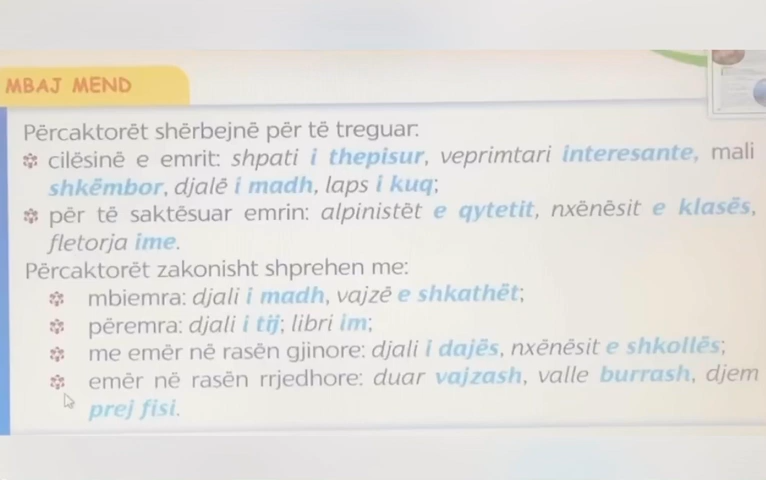 MBAJ MEND
Përcaktorët shërbejnë për të treguar:
cilësinë e emrit: shpati i thepisur, veprimtari interesante, mali
shkëmbor, djalë i madh, laps i kuq;
për të saktësuar emrin: alpinistët e qytetit, nxënësit e klasës,
fletorja ime.
Përcaktorët zakonisht shprehen me:
mbiemra: djali i madh, vajzë e shkathët;
përemra: djali i tij; libri im;
me emër në rasën gjinore: djali i dajës, nxënësit e shkollës;
emër në rasën rrjedhore: duar vajzash, valle burrash, djem
prej fisi.